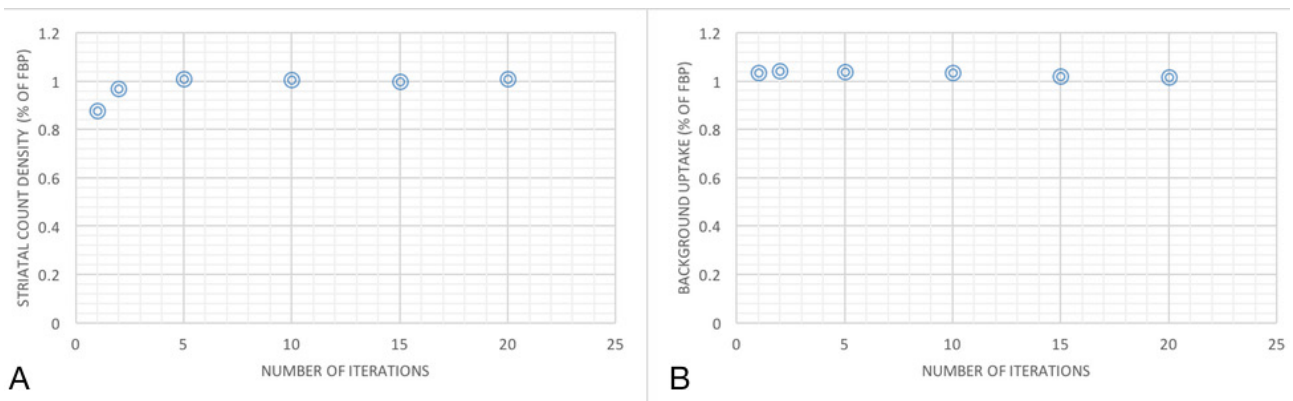 STRIATAL COUNT DENSITY (% OF FBP)
1.2
1
0.8
0.6
0.4
0.2
0
0 5 10 15 20 25
NUMBER OF ITERATIONS
A
BACKGROUND UPTAKE (% OF FBP)
1.2
1
0.8
0.6
0.4
0.2
0
0 5 10 15 20 25
NUMBER OF ITERATIONS
B